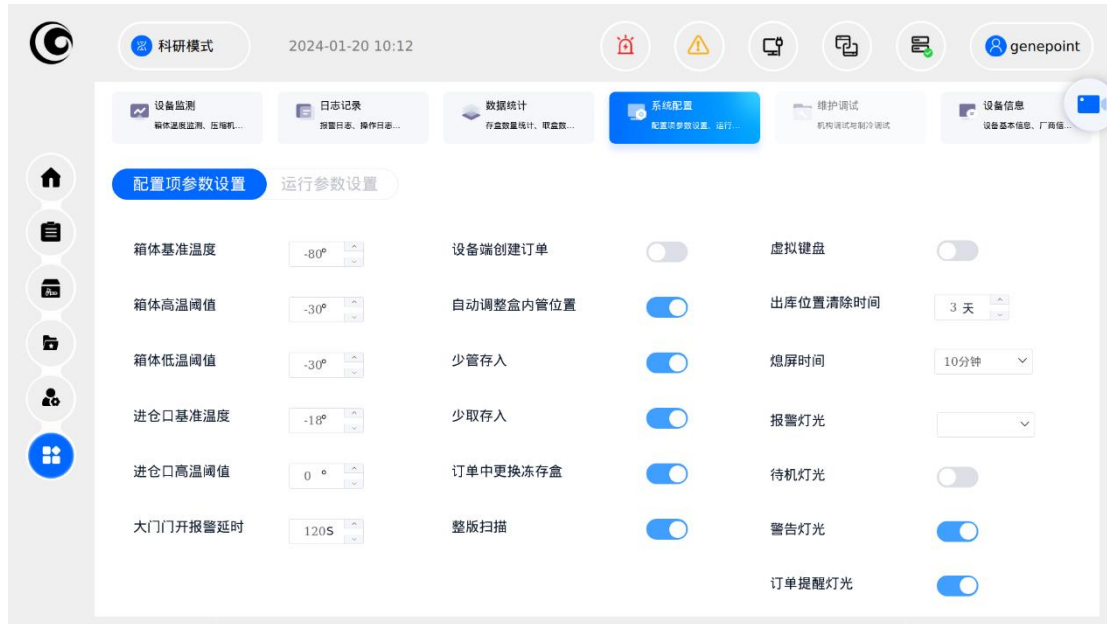 科研模式
2024-01-20 10:12
genepoint
设备监测
箱体温度监测、压缩机...
日志记录
报警日志、操作日志...
数据统计
存盒数量统计、取盒数...
系统配置
配置项参数设置、运行...
维护调试
机构调试与制冷调试
设备信息
设备基本信息、厂商信...
配置项参数设置
运行参数设置
箱体基准温度
-80°
设备端创建订单
虚拟键盘
箱体高温阈值
-30°
自动调整盒内管位置
出库位置清除时间
3 天
箱体低温阈值
-30°
少管存入
熄屏时间
10分钟
进仓口基准温度
-18°
少取存入
报警灯光
进仓口高温阈值
0 °
订单中更换冻存盒
待机灯光
大门门开报警延时
120S
整版扫描
警告灯光
订单提醒灯光